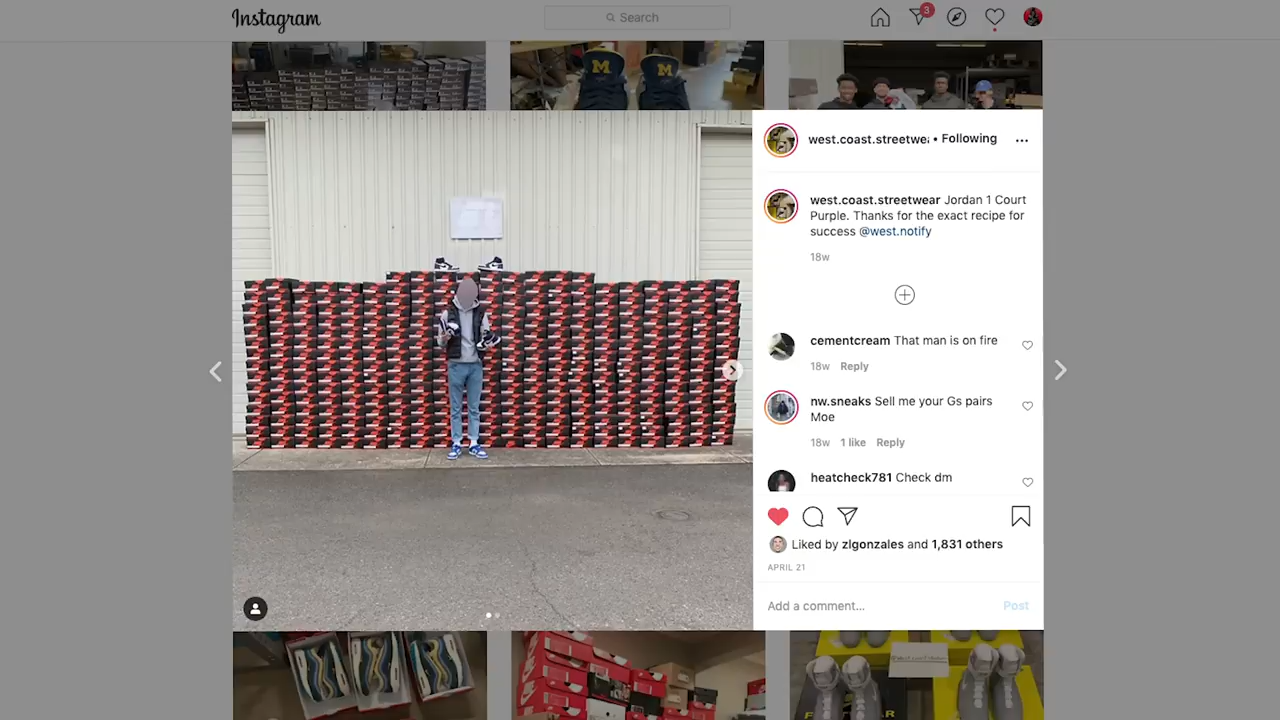 Instagram
Search
3
M M
west.coast.streetwea • Following
west.coast.streetwear Jordan 1 Court
Purple. Thanks for the exact recipe for
success @west.notify
18w
cementcream That man is on fire
18w Reply
nw.sneaks Sell me your Gs pairs
Moe
18w 1 like Reply
heatcheck781 Check dm
Liked by zlgonzales and 1,831 others
APRIL 21
Add a comment... Post